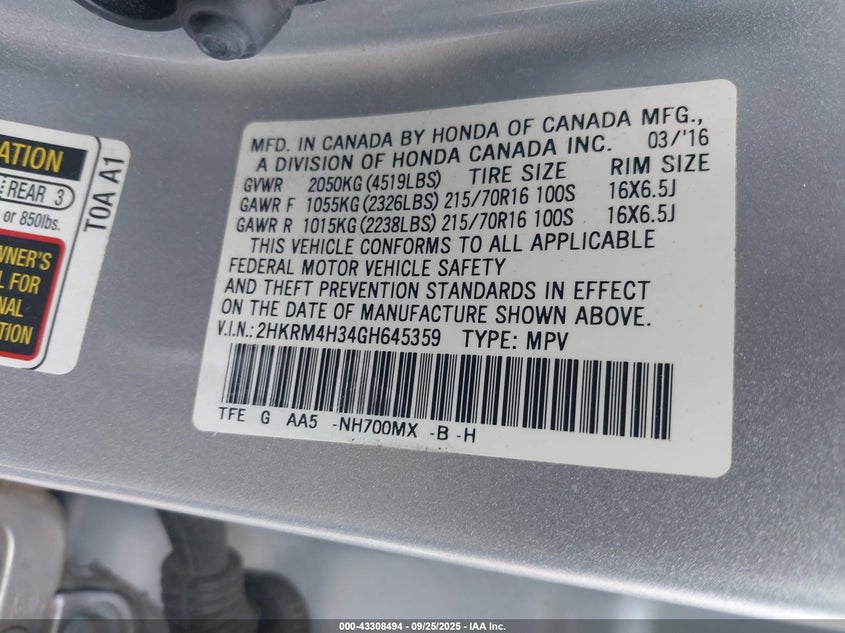 ATION
REAR 3
or 850lbs.
WNER'S
L FOR
NAL
TION
T0A A1
MFD. IN CANADA BY HONDA OF CANADA MFG.,
A DIVISION OF HONDA CANADA INC. 03/'16
GVWR 2050KG (4519LBS) TIRE SIZE RIM SIZE
GAWR F 1055KG (2326LBS) 215/70R16 100S 16X6.5J
GAWR R 1015KG (2238LBS) 215/70R16 100S 16X6.5J
THIS VEHICLE CONFORMS TO ALL APPLICABLE
FEDERAL MOTOR VEHICLE SAFETY
AND THEFT PREVENTION STANDARDS IN EFFECT
ON THE DATE OF MANUFACTURE SHOWN ABOVE.
V.I.N.: 2HKRM4H34GH645359 TYPE: MPV
TFE G AA5 -NH700MX -B -H
000-43308494 - 09/25/2025 - IAA Inc.